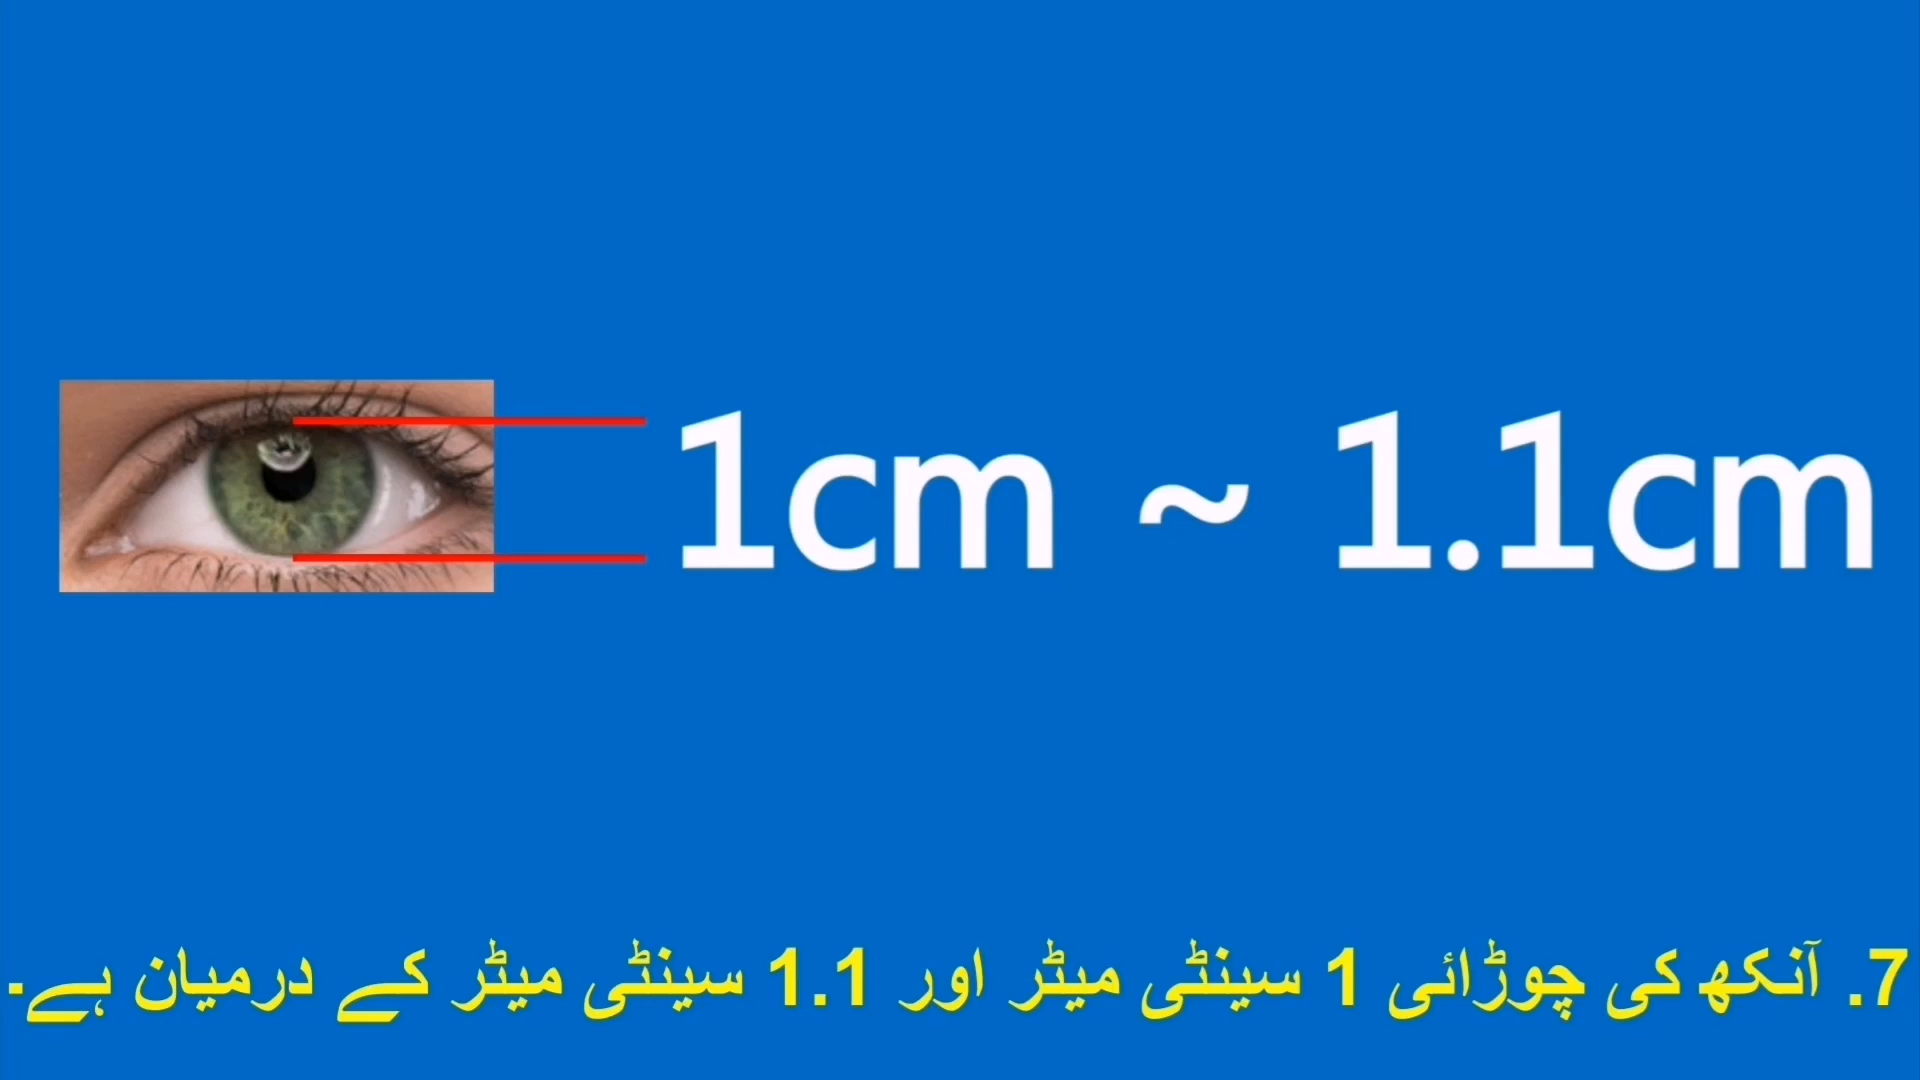 1cm ~ 1.1cm
7. آنکھ کی چوڑائی 1 سینٹی میٹر اور 1.1 سینٹی میٹر کے درمیان ہے۔